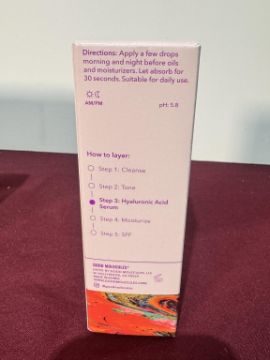 Directions: Apply a few drops
morning and night before oils
and moisturizers. Let absorb for
30 seconds. Suitable for daily use.
AM/PM
pH: 5.8
How to layer:
Step 1: Cleanse
Step 2: Tone
Step 3: Hyaluronic Acid
Serum
Step 4: Moisturize
Step 5: SPF
GOOD MOLECULES